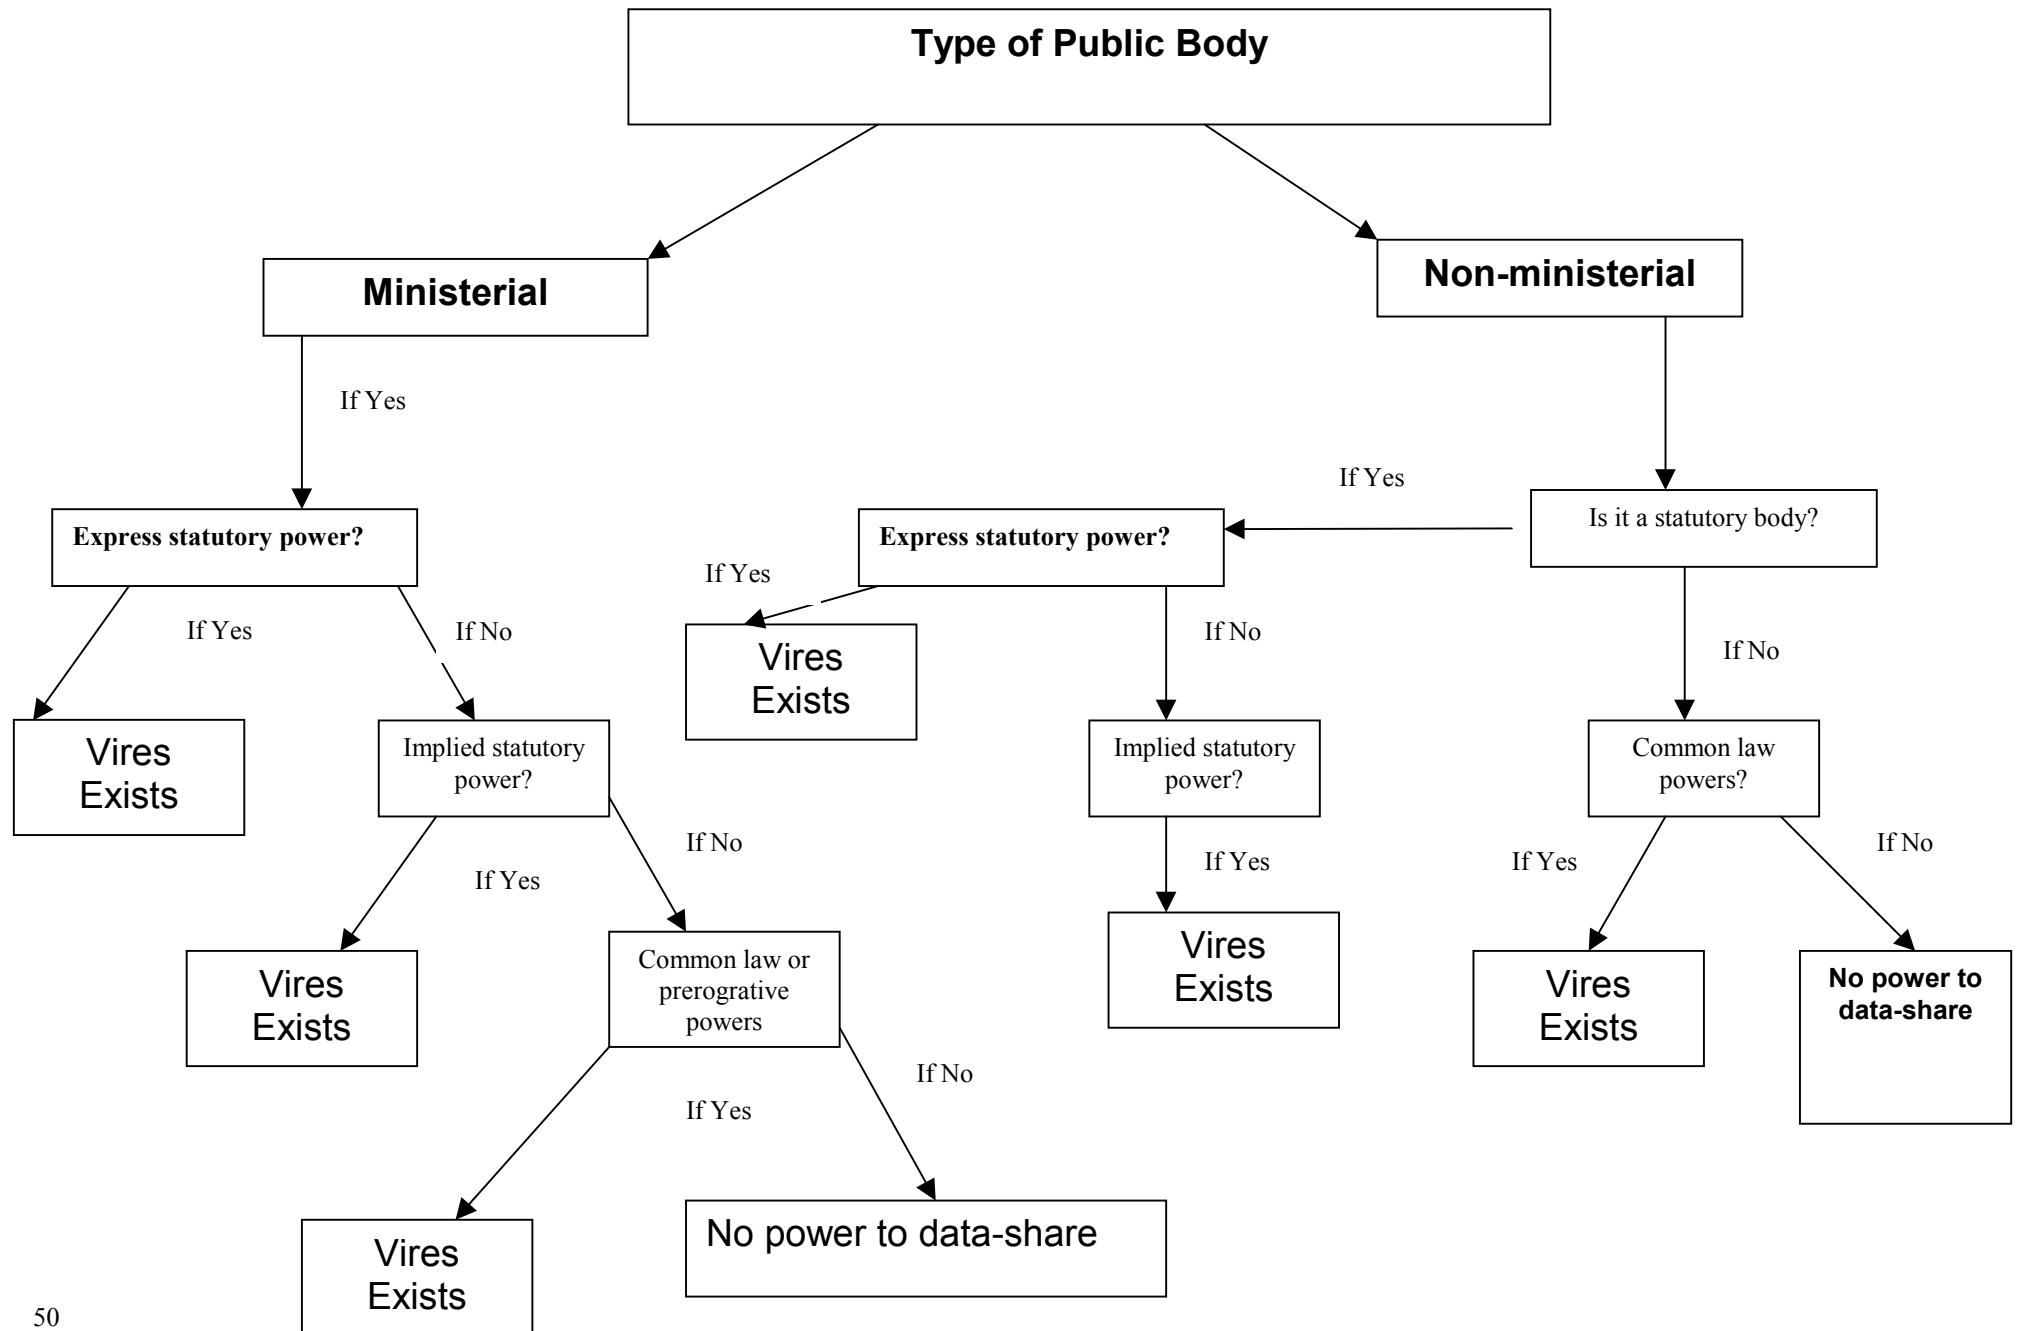 Type of Public Body
Ministerial
Non-ministerial
If Yes
If Yes
Express statutory power?
Express statutory power?
Is it a statutory body?
If Yes
If Yes
If No
If No
If No
Vires
Exists
Vires
Exists
Implied statutory
power?
Implied statutory
power?
Common law
powers?
If No
If Yes
If Yes
If Yes
If No
Vires
Exists
Common law or
prerogrative
powers
Vires
Exists
Vires
Exists
No power to
data-share
If No
If Yes
Vires
Exists
No power to data-share
50